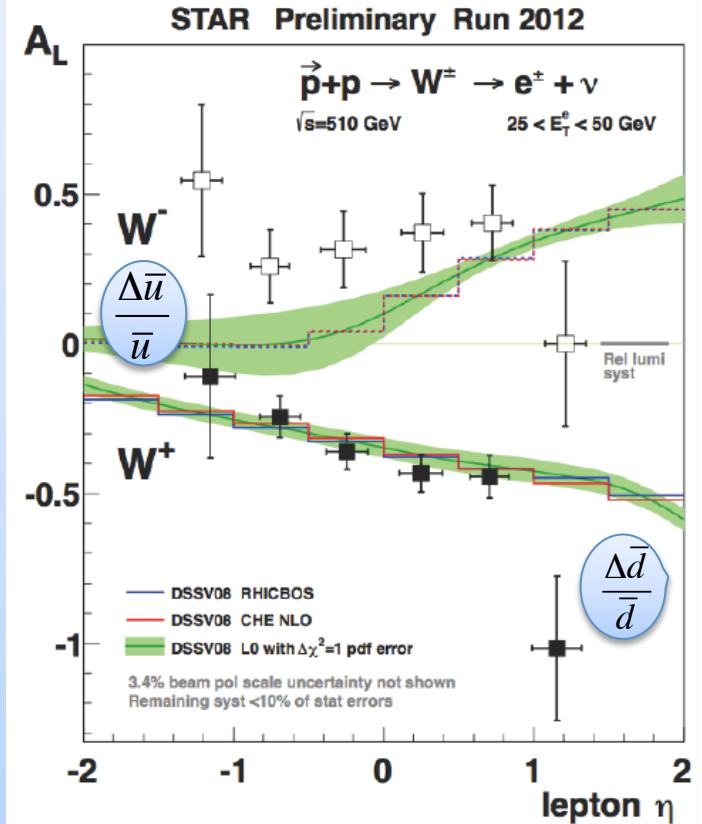 STAR Preliminary Run 2012
A_L
p⃗+p → W^± → e^± + ν
√s=510 GeV 25 < E_T^e < 50 GeV
0.5
W^-
Δū
ū
0
Rel lumi
syst
W^+
-0.5
Δd̄
d̄
DSSV08 RHICBOS
DSSV08 CHE NLO
-1
DSSV08 L0 with Δχ²=1 pdf error
3.4% beam pol scale uncertainty not shown
Remaining syst <10% of stat errors
-2 -1 0 1 2
lepton η